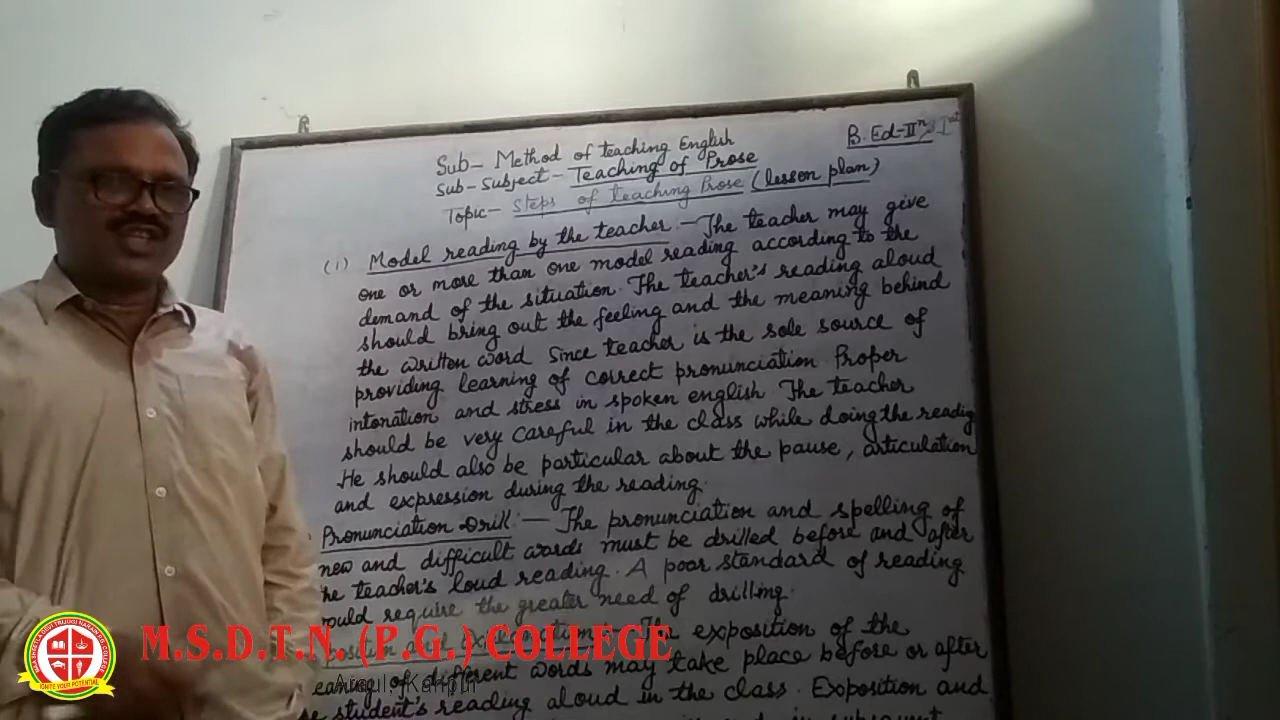 Sub- Method of teaching English
B. Ed-IInd
Sub-Subject- Teaching of Prose
Topic- Steps of teaching Prose (lesson plan)
(1) Model reading by the teacher - The teacher may give
one or more than one model reading according to the
demand of the situation. The teacher's reading aloud
should bring out the feeling and the meaning behind
the written word Since teacher is the sole source of
providing learning of correct pronunciation Proper
intonation and stress in spoken english The teacher
should be very careful in the class while doing the reading
He should also be particular about the pause, articulation
and expression during the reading.
Pronunciation Drill:- The pronunciation and spelling of
new and difficult words must be drilled before and after
teacher's loud reading. A poor standard of reading
require the greater need of drilling.
and The exposition of the
of different words may take place before or after
student's reading aloud in the class. Exposition and
in subsequent
M.S.D.T.N. (P.G.) COLLEGE
Kanpur
IGNITE YOUR POTENTIAL